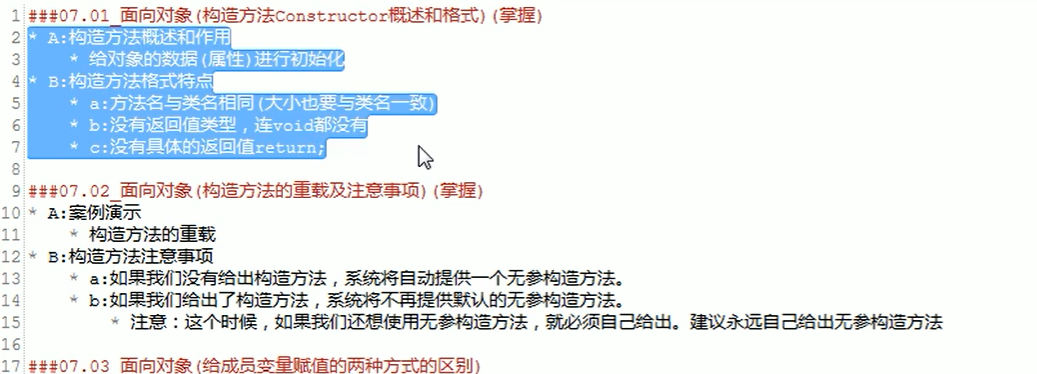 1 ###07.01_面向对象(构造方法Constructor概述和格式)(掌握)
2 * A:构造方法概述和作用
3 * 给对象的数据(属性)进行初始化
4 * B:构造方法格式特点
5 * a:方法名与类名相同(大小也要与类名一致)
6 * b:没有返回值类型，连void都没有
7 * c:没有具体的返回值return;
8
9 ###07.02_面向对象(构造方法的重载及注意事项)(掌握)
10 * A:案例演示
11 * 构造方法的重载
12 * B:构造方法注意事项
13 * a:如果我们没有给出构造方法，系统将自动提供一个无参构造方法。
14 * b:如果我们给出了构造方法，系统将不再提供默认的无参构造方法。
15 * 注意：这个时候，如果我们还想使用无参构造方法，就必须自己给出。建议永远自己给出无参构造方法
16
17 ###07.03_面向对象(给成员变量赋值的两种方式的区别)